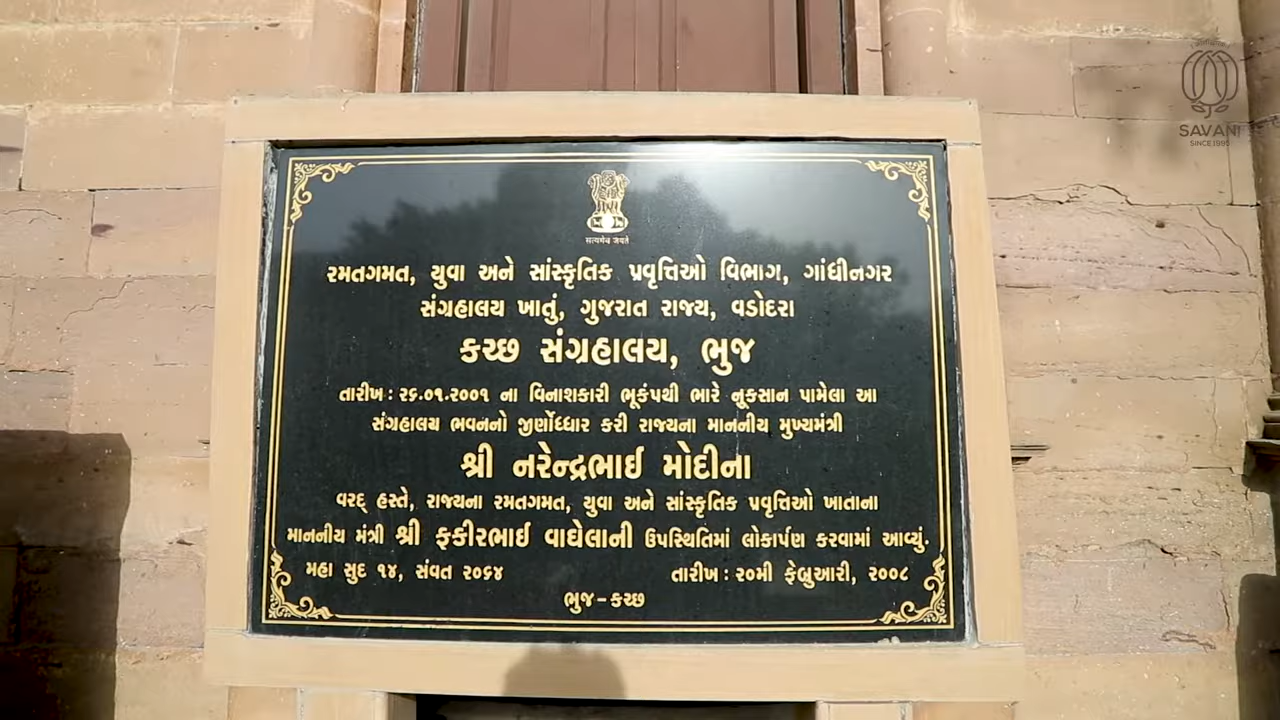 सत्यमेव जयते
રમતગમત, યુવા અને સાંસ્કૃતિક પ્રવૃત્તિઓ વિભાગ, ગાંધીનગર
સંગ્રહાલય ખાતું, ગુજરાત રાજ્ય, વડોદરા
કચ્છ સંગ્રહાલય, ભુજ
તારીખ : ૨૬.૦૧.૨૦૦૧ ના વિનાશકારી ભૂકંપથી ભારે નૂકસાન પામેલા આ
સંગ્રહાલય ભવનનો જીર્ણોધ્ધાર કરી રાજ્યના માનનીય મુખ્યમંત્રી
શ્રી નરેન્દ્રભાઈ મોદીના
વરદ્ હસ્તે, રાજ્યના રમતગમત, યુવા અને સાંસ્કૃતિક પ્રવૃત્તિઓ ખાતાના
માનનીય મંત્રી શ્રી ફકીરભાઈ વાઘેલાની ઉપસ્થિતિમાં લોકાર્પણ કરવામાં આવ્યું.
મહા સુદ ૧૪, સંવત ૨૦૬૪ તારીખ : ૨૦મી ફેબ્રુઆરી, ૨૦૦૮
ભુજ - કચ્છ
SAVANI
SINCE 1995